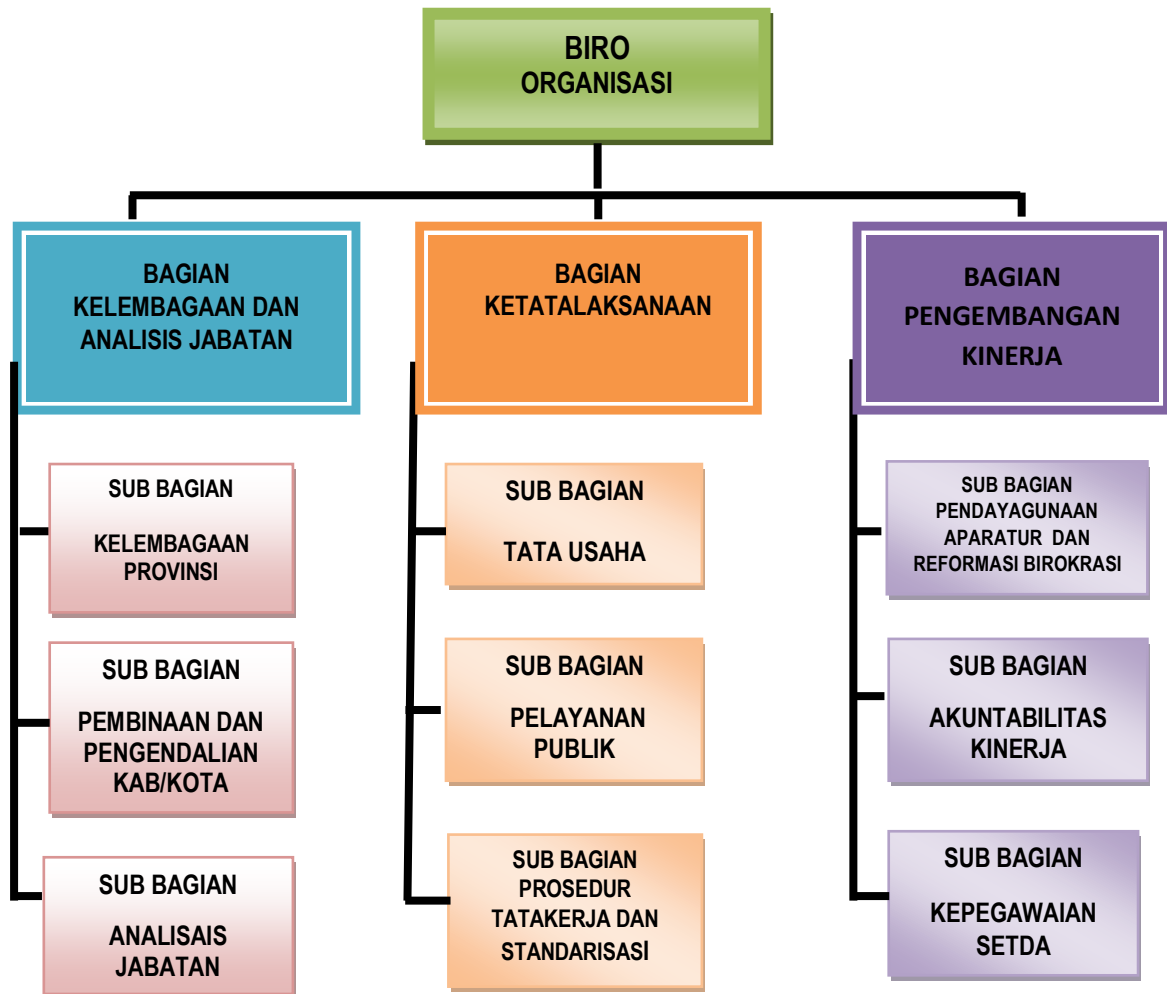 BIRO
ORGANISASI
BAGIAN
KELEMBAGAAN DAN
ANALISIS JABATAN
BAGIAN
KETATALAKSANAAN
BAGIAN
PENGEMBANGAN
KINERJA
SUB BAGIAN
KELEMBAGAAN
PROVINSI
SUB BAGIAN
PEMBINAAN DAN
PENGENDALIAN
KAB/KOTA
SUB BAGIAN
ANALISAIS
JABATAN
SUB BAGIAN
TATA USAHA
SUB BAGIAN
PELAYANAN
PUBLIK
SUB BAGIAN
PROSEDUR
TATAKERJA DAN
STANDARISASI
SUB BAGIAN
PENDAYAGUNAAN
APARATUR DAN
REFORMASI BIROKRASI
SUB BAGIAN
AKUNTABILITAS
KINERJA
SUB BAGIAN
KEPEGAWAIAN
SETDA